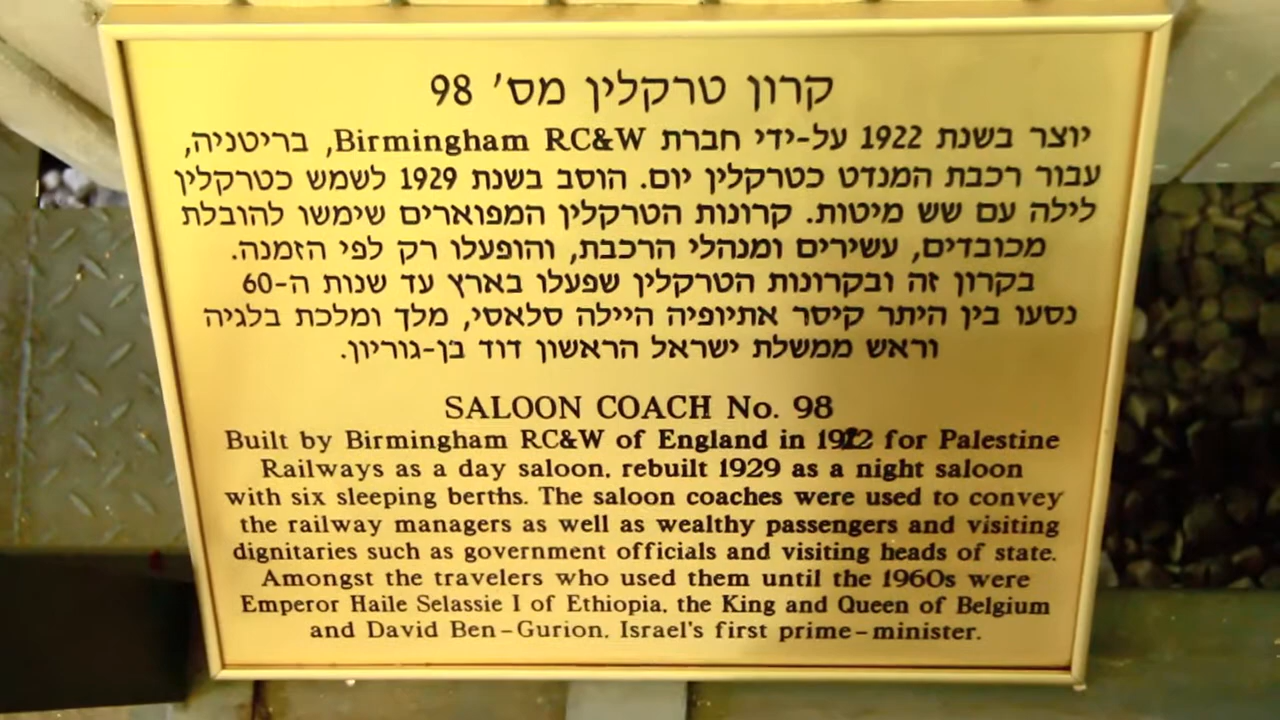 קרון טרקלין מס' 98
יוצר בשנת 1922 על-ידי חברת Birmingham RC&W, בריטניה,
עבור רכבת המנדט כטרקלין יום. הוסב בשנת 1929 לשמש כטרקלין
לילה עם שש מיטות. קרונות הטרקלין המפוארים שימשו להובלת
מכובדים, עשירים ומנהלי הרכבת, והופעלו רק לפי הזמנה.
בקרון זה ובקרונות הטרקלין שפעלו בארץ עד שנות ה-60
נסעו בין היתר קיסר אתיופיה היילה סלאסי, מלך ומלכת בלגיה
וראש ממשלת ישראל הראשון דוד בן-גוריון.
SALOON COACH No. 98
Built by Birmingham RC&W of England in 1922 for Palestine
Railways as a day saloon, rebuilt 1929 as a night saloon
with six sleeping berths. The saloon coaches were used to convey
the railway managers as well as wealthy passengers and visiting
dignitaries such as government officials and visiting heads of state.
Amongst the travelers who used them until the 1960s were
Emperor Haile Selassie I of Ethiopia, the King and Queen of Belgium
and David Ben-Gurion, Israel's first prime-minister.